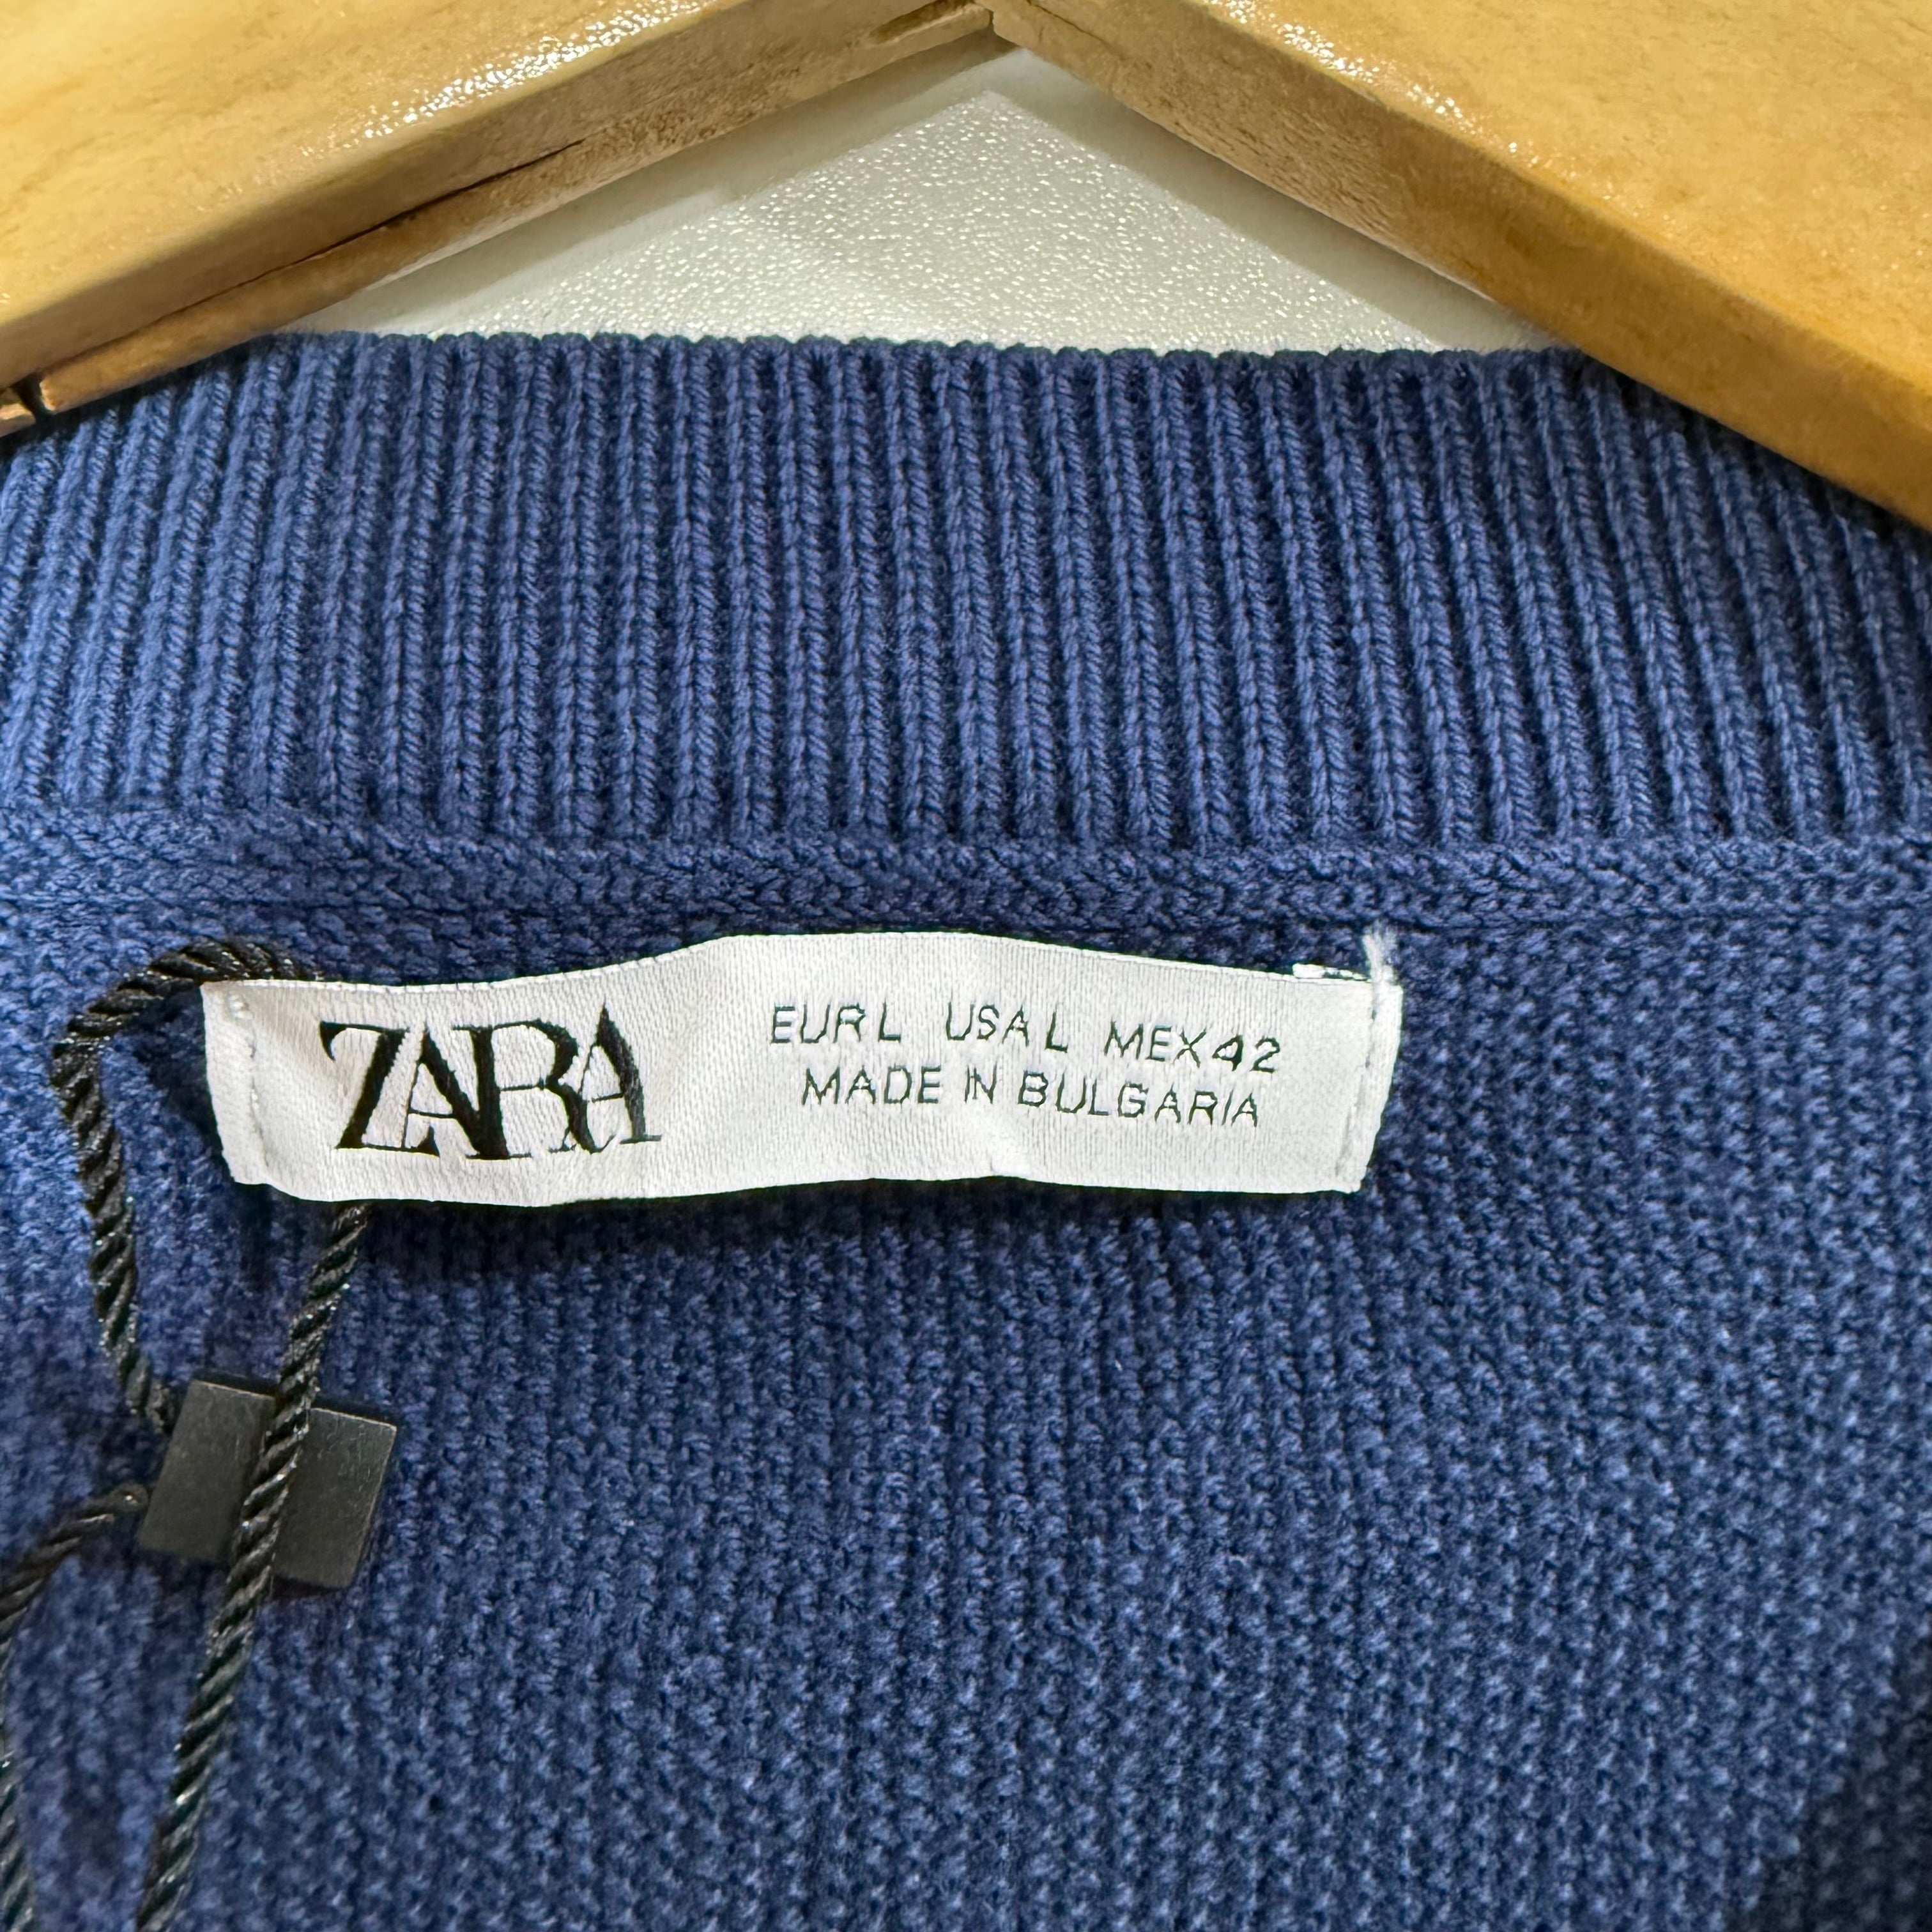 ZARA
EUR L USA L MEX 42
MADE IN BULGARIA